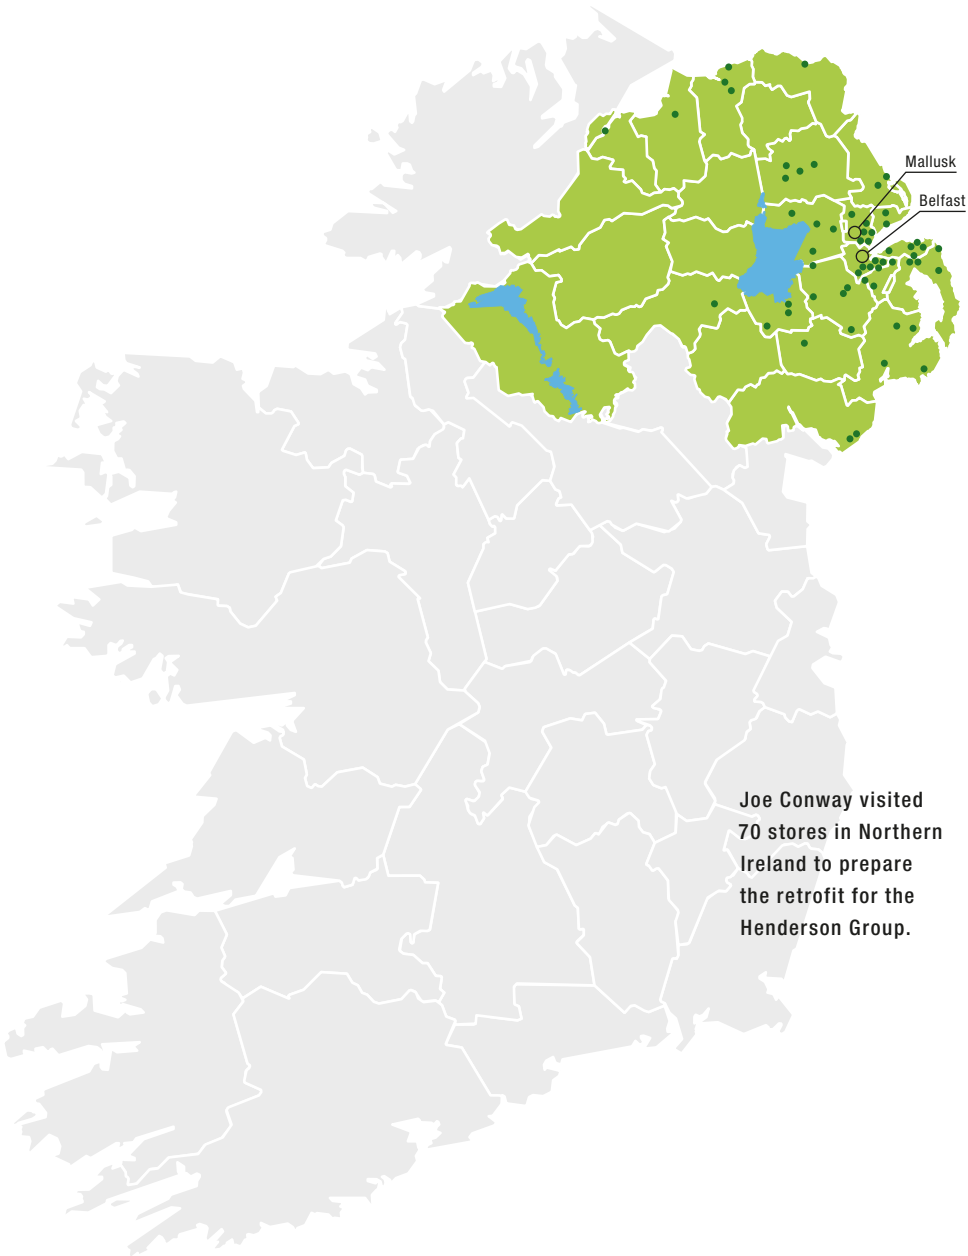 Mallusk
Belfast
Joe Conway visited
70 stores in Northern
Ireland to prepare
the retrofit for the
Henderson Group.